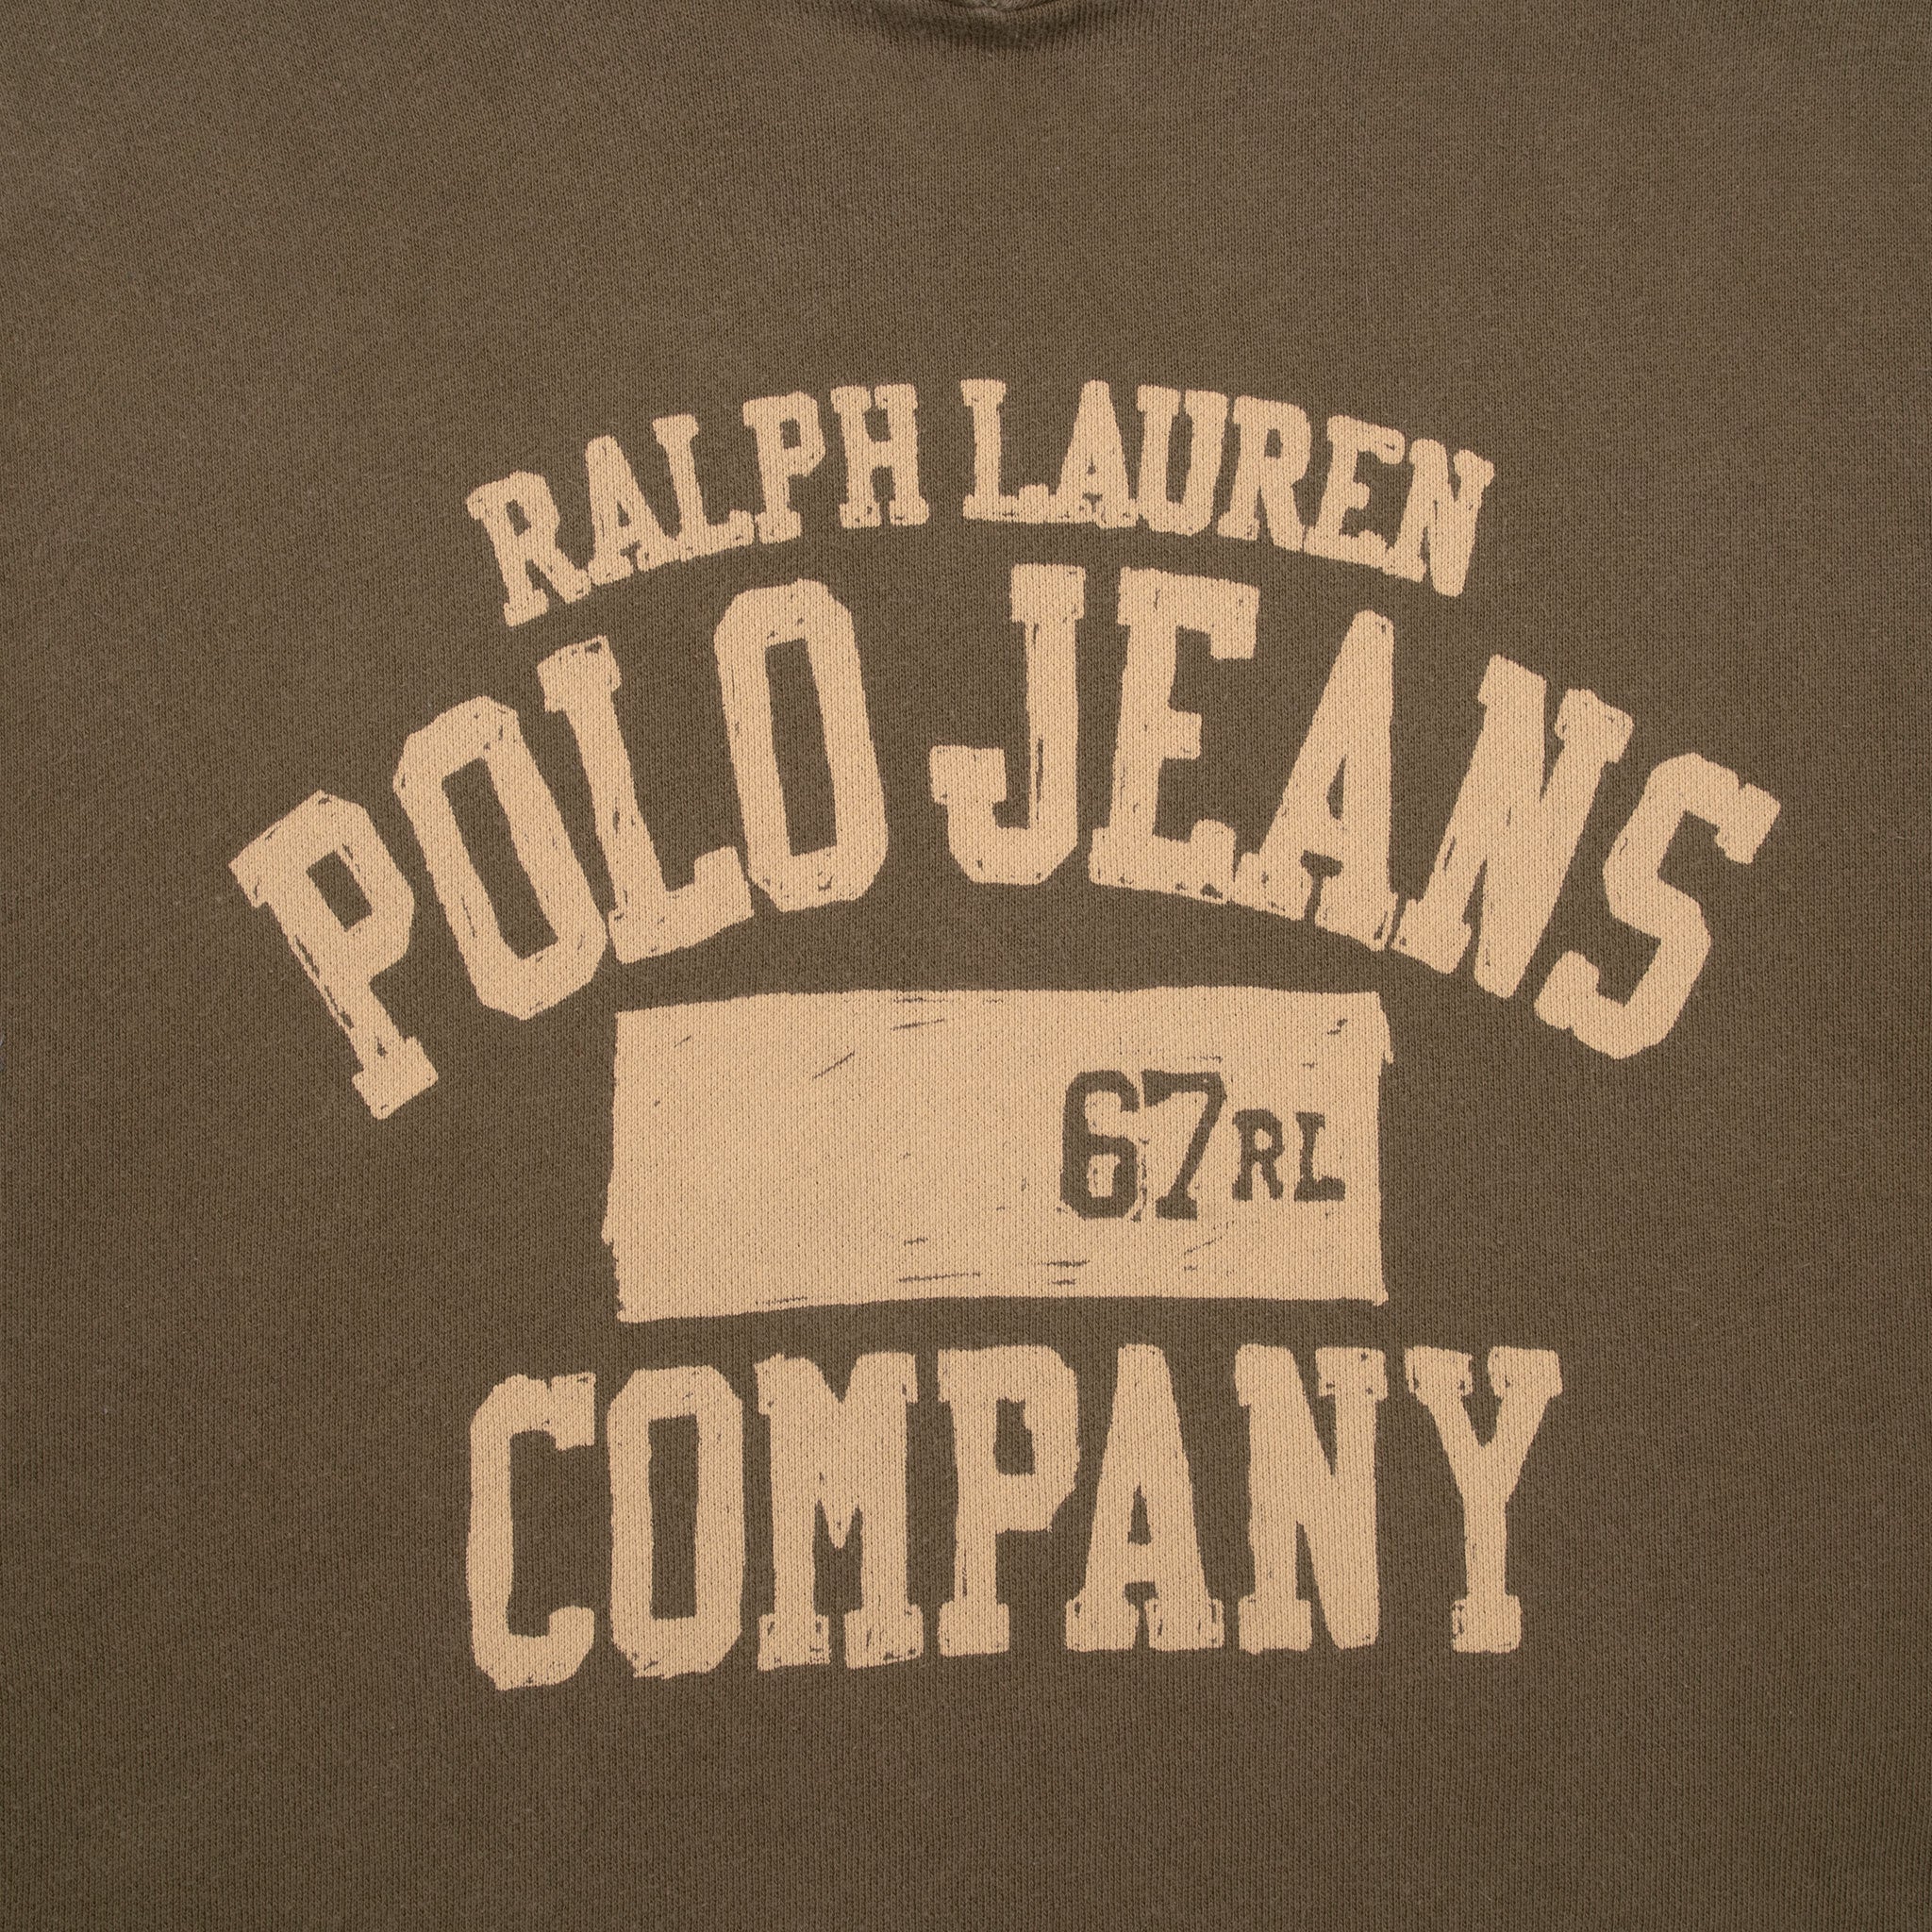 RALPH LAUREN
POLO JEANS
67RL
COMPANY